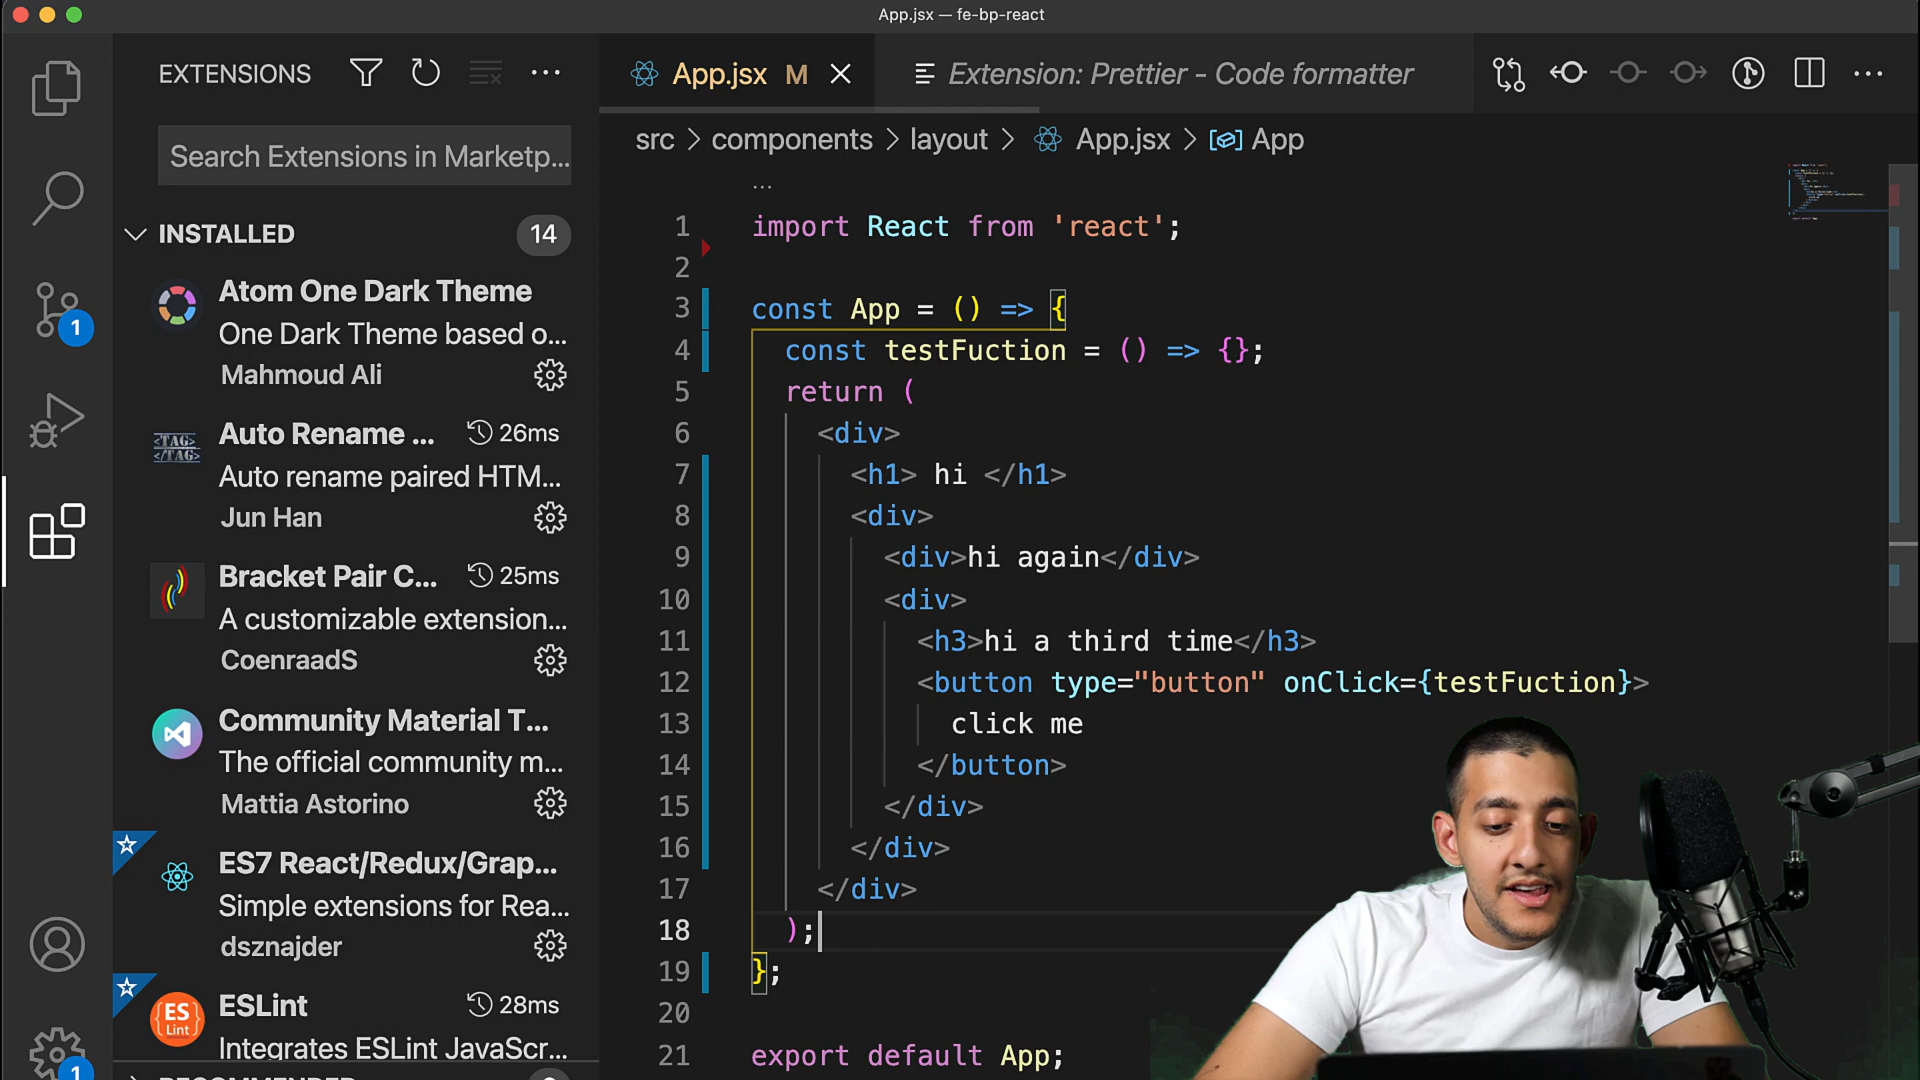 App.jsx — fe-bp-react
EXTENSIONS
Search Extensions in Marketp...
INSTALLED
14
Atom One Dark Theme
One Dark Theme based o...
Mahmoud Ali
<TAG>
</TAG>
Auto Rename ...
26ms
Auto rename paired HTM...
Jun Han
Bracket Pair C...
25ms
A customizable extension...
CoenraadS
Community Material T...
The official community m...
Mattia Astorino
ES7 React/Redux/Grap...
Simple extensions for Rea...
dsznajder
ES
Lint
ESLint
28ms
Integrates ESLint JavaScr...
1
1
App.jsx M
Extension: Prettier - Code formatter
src > components > layout > App.jsx > App
...
1 import React from 'react';
2
3 const App = () => {
4 const testFuction = () => {};
5 return (
6 <div>
7 <h1> hi </h1>
8 <div>
9 <div>hi again</div>
10 <div>
11 <h3>hi a third time</h3>
12 <button type="button" onClick={testFuction}>
13 click me
14 </button>
15 </div>
16 </div>
17 </div>
18 );
19 };
20
21 export default App;